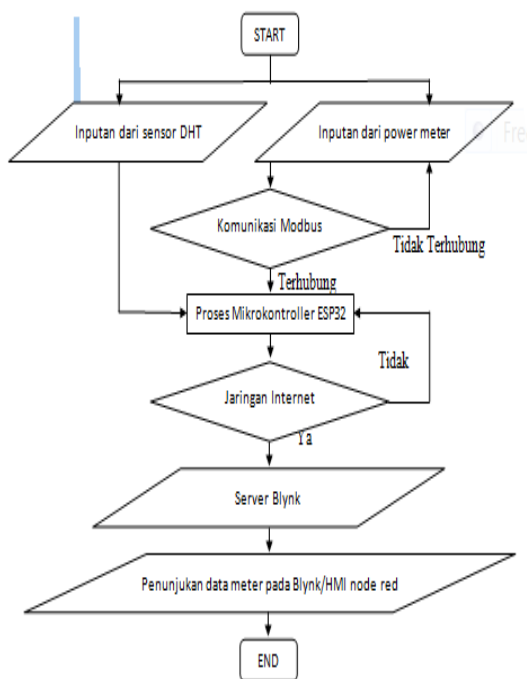 START
Inputan dari sensor DHT
Inputan dari power meter
Komunikasi Modbus
Tidak Terhubung
Terhubung
Proses Mikrokontroller ESP32
Tidak
Jaringan Internet
Ya
Server Blynk
Penunjukan data meter pada Blynk/HMI node red
END